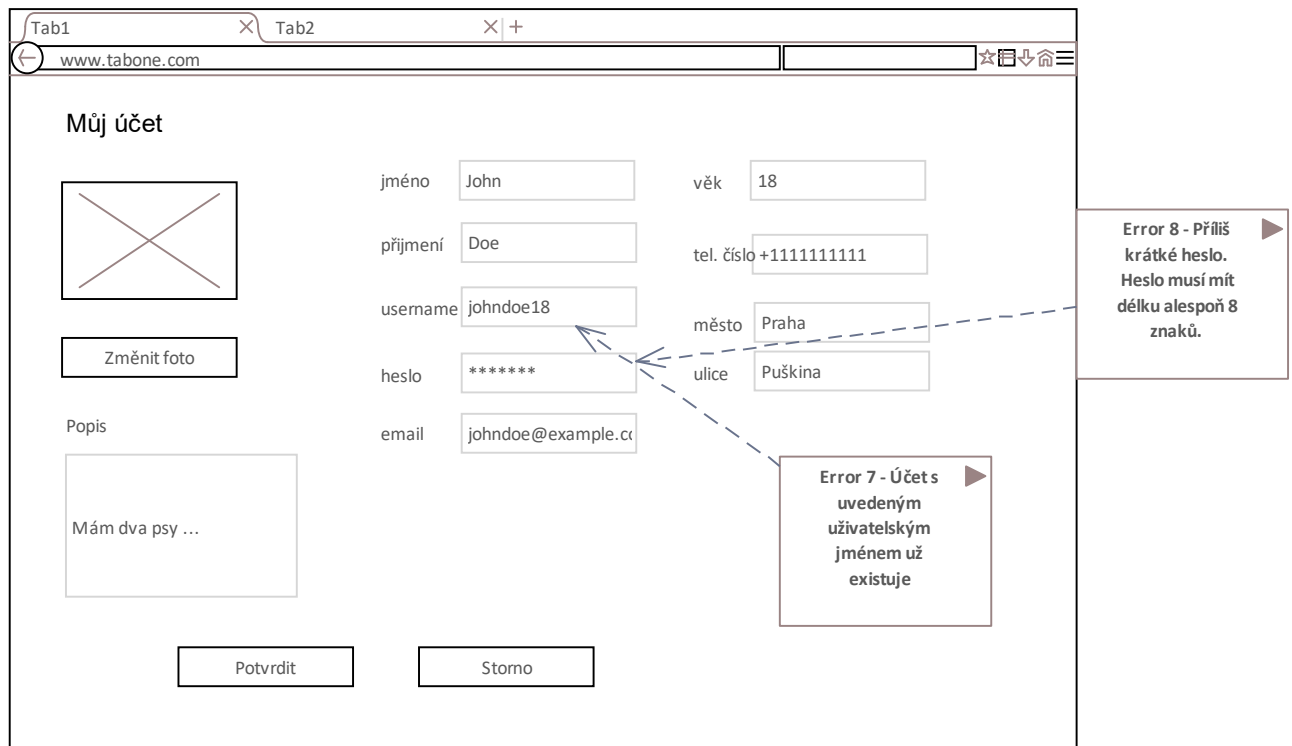 Tab1
Tab2
www.tabone.com
Můj účet
jméno
John
věk
18
přijmení
Doe
tel. číslo
+1111111111
username
johndoe18
město
Praha
Změnit foto
heslo
*******
ulice
Puškina
Popis
email
johndoe@example.co
Mám dva psy ...
Potvrdit
Storno
Error 8 - Příliš
krátké heslo.
Heslo musí mít
délku alespoň 8
znaků.
Error 7 - Účet s
uvedeným
uživatelským
jménem už
existuje